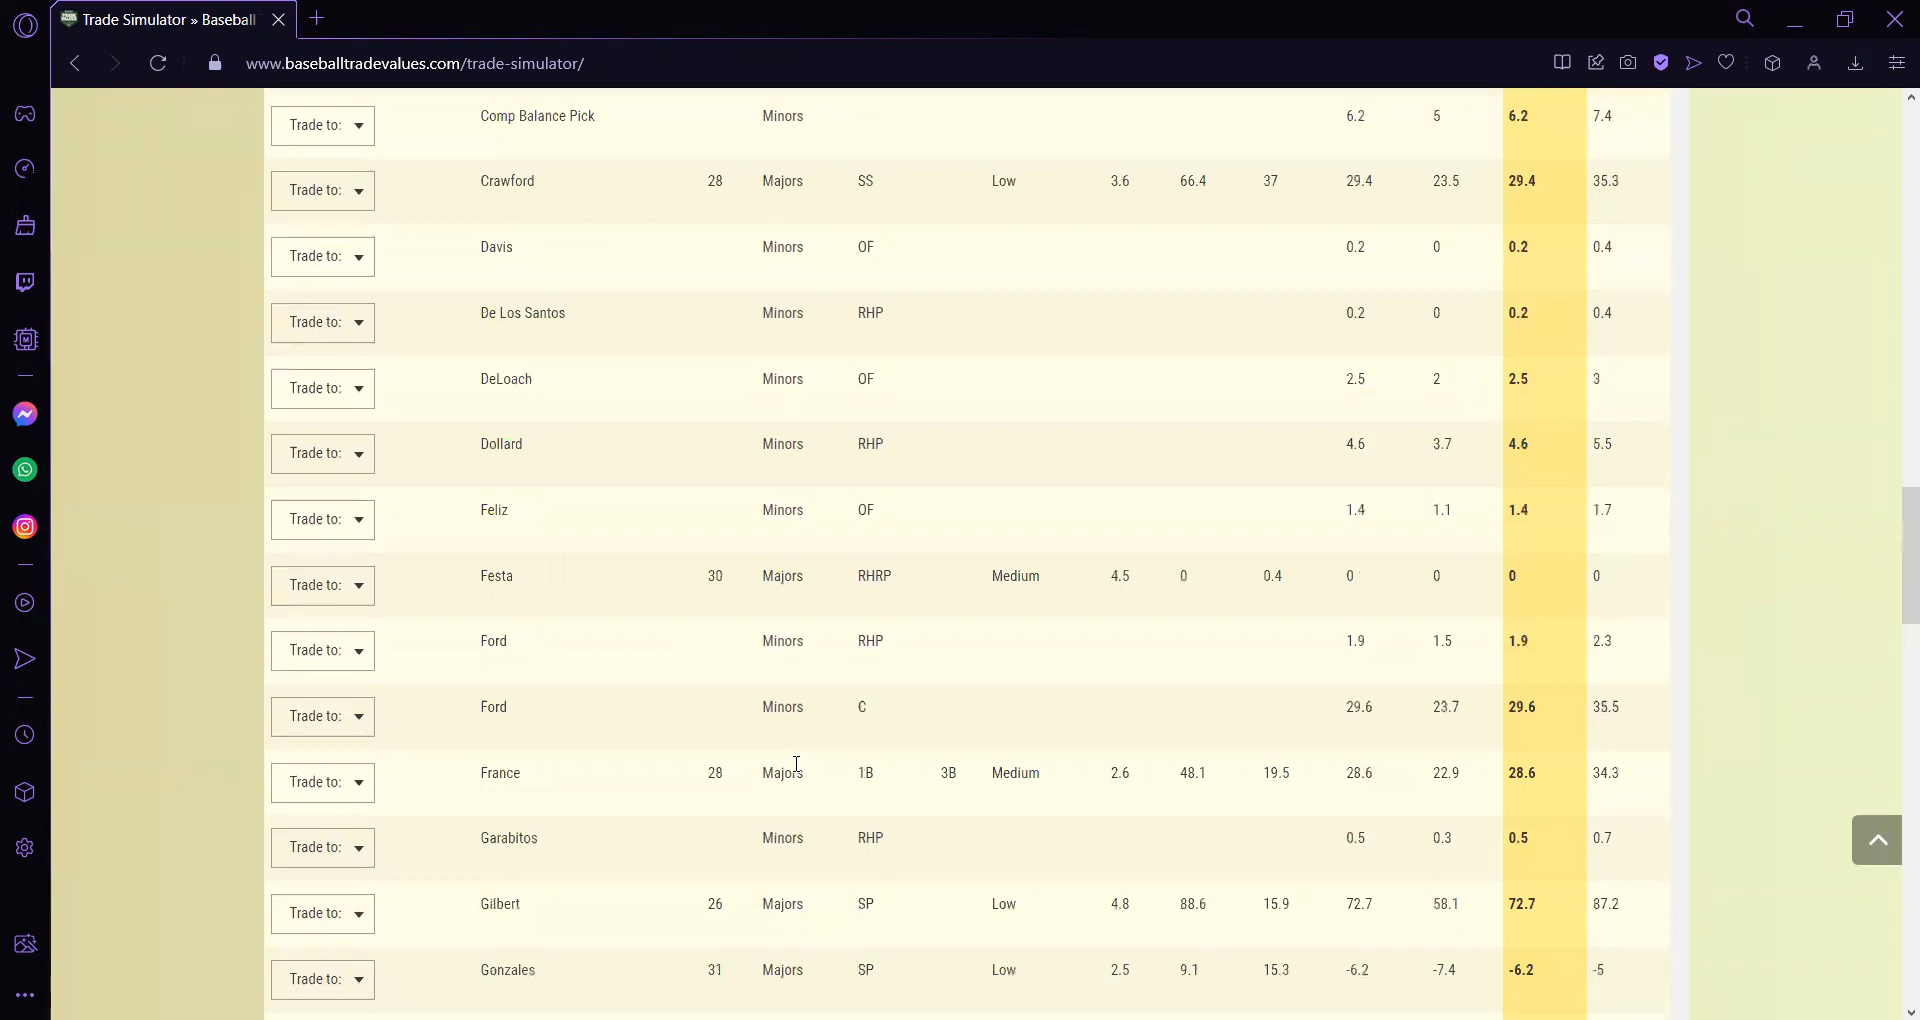 Trade Simulator » Baseball
www.baseballtradevalues.com/trade-simulator/
Trade to: Comp Balance Pick Minors 6.2 5 6.2 7.4
Trade to: Crawford 28 Majors SS Low 3.6 66.4 37 29.4 23.5 29.4 35.3
Trade to: Davis Minors OF 0.2 0 0.2 0.4
Trade to: De Los Santos Minors RHP 0.2 0 0.2 0.4
Trade to: DeLoach Minors OF 2.5 2 2.5 3
Trade to: Dollard Minors RHP 4.6 3.7 4.6 5.5
Trade to: Feliz Minors OF 1.4 1.1 1.4 1.7
Trade to: Festa 30 Majors RHRP Medium 4.5 0 0.4 0 0 0 0
Trade to: Ford Minors RHP 1.9 1.5 1.9 2.3
Trade to: Ford Minors C 29.6 23.7 29.6 35.5
Trade to: France 28 Majors 1B 3B Medium 2.6 48.1 19.5 28.6 22.9 28.6 34.3
Trade to: Garabitos Minors RHP 0.5 0.3 0.5 0.7
Trade to: Gilbert 26 Majors SP Low 4.8 88.6 15.9 72.7 58.1 72.7 87.2
Trade to: Gonzales 31 Majors SP Low 2.5 9.1 15.3 -6.2 -7.4 -6.2 -5